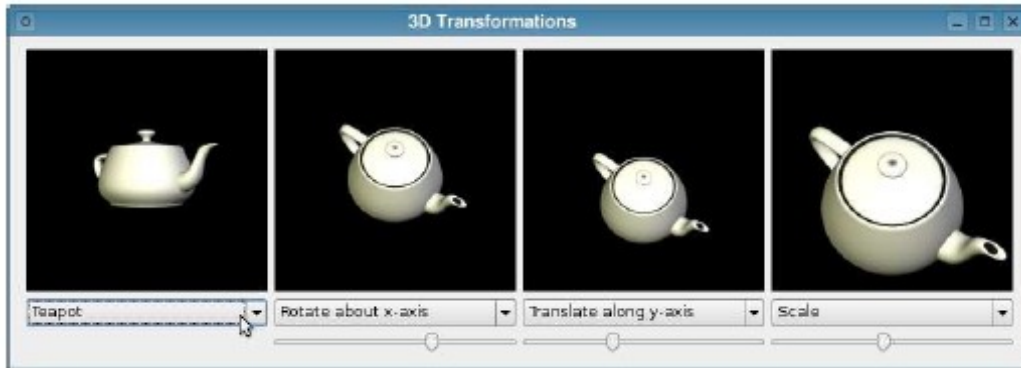 3D Transformations
Teapot
Rotate about x-axis
Translate along y-axis
Scale